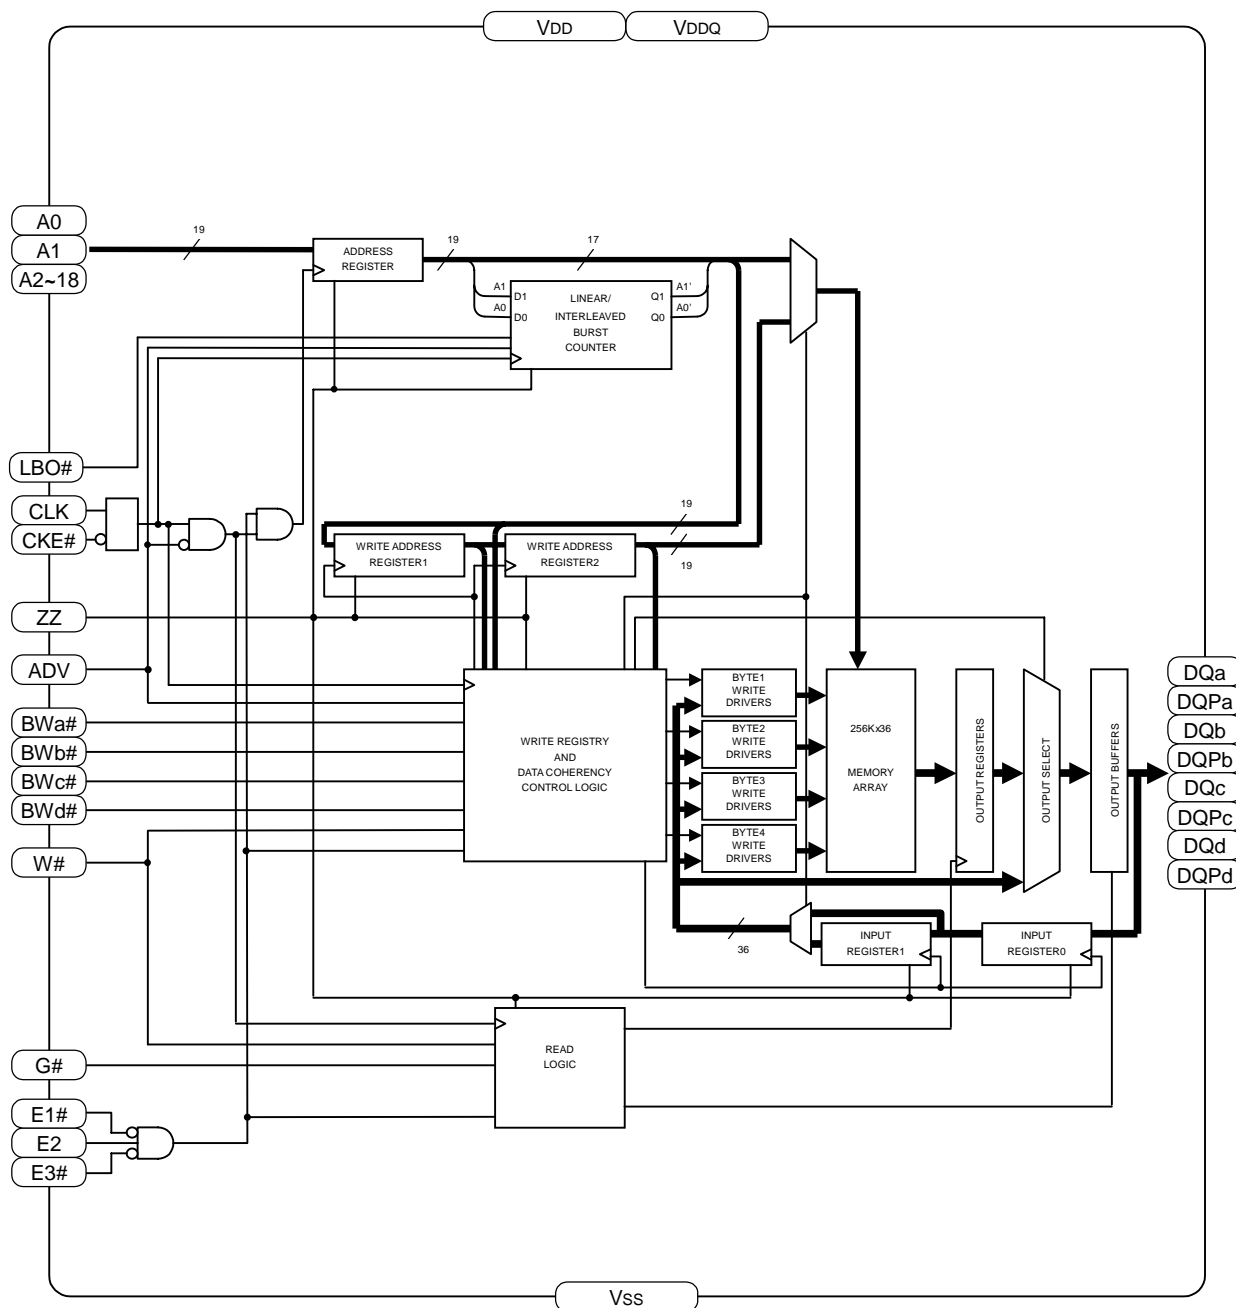 VDD
VDDQ
A0
A1
A2~18
19
ADDRESS
REGISTER
19
17
A1
A0
D1
D0
LINEAR/
INTERLEAVED
BURST
COUNTER
Q1
Q0
A1'
A0'
LBO#
CLK
CKE#
19
19
WRITE ADDRESS
REGISTER1
WRITE ADDRESS
REGISTER2
ZZ
ADV
BWa#
BWb#
BWc#
BWd#
W#
WRITE REGISTRY
AND
DATA COHERENCY
CONTROL LOGIC
BYTE1
WRITE
DRIVERS
BYTE2
WRITE
DRIVERS
BYTE3
WRITE
DRIVERS
BYTE4
WRITE
DRIVERS
256Kx36
MEMORY
ARRAY
OUTPUT REGISTERS
OUTPUT SELECT
OUTPUT BUFFERS
DQa
DQPa
DQb
DQPb
DQc
DQPc
DQd
DQPd
36
INPUT
REGISTER1
INPUT
REGISTER0
READ
LOGIC
G#
E1#
E2
E3#
VSS